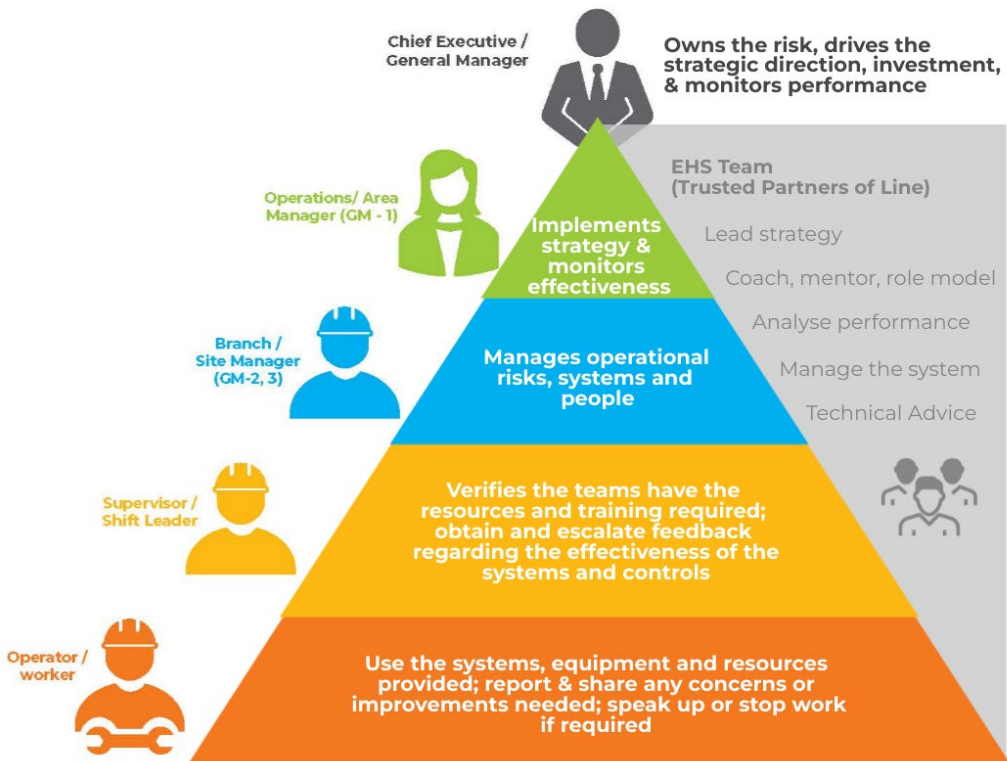 Chief Executive /
General Manager
Owns the risk, drives the
strategic direction, investment,
& monitors performance
EHS Team
(Trusted Partners of Line)
Lead strategy
Coach, mentor, role model
Analyse performance
Manage the system
Technical Advice
Operations/ Area
Manager (GM - 1)
Implements
strategy &
monitors
effectiveness
Branch /
Site Manager
(GM-2, 3)
Manages operational
risks, systems and
people
Supervisor /
Shift Leader
Verifies the teams have the
resources and training required;
obtain and escalate feedback
regarding the effectiveness of the
systems and controls
Operator /
worker
Use the systems, equipment and resources
provided; report & share any concerns or
improvements needed; speak up or stop work
if required